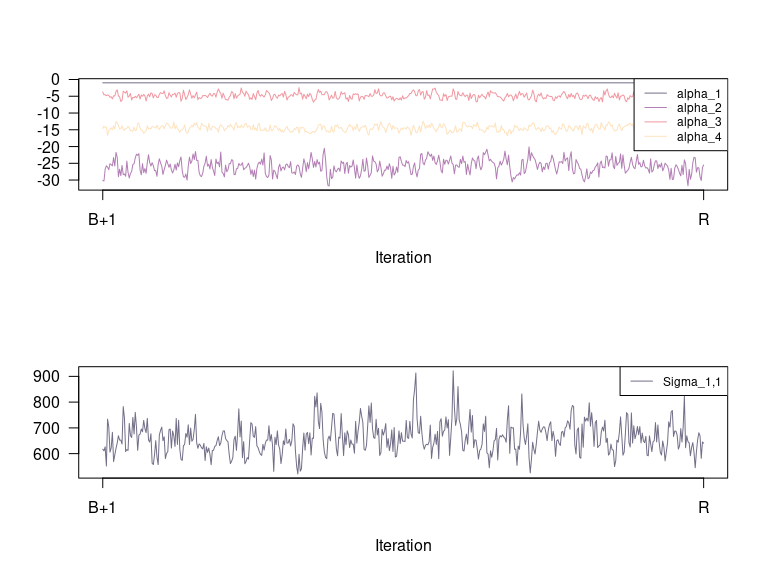 0
-5
-10
-15
-20
-25
-30
alpha_1
alpha_2
alpha_3
alpha_4
B+1
R
Iteration
900
800
700
600
Sigma_1,1
B+1
R
Iteration